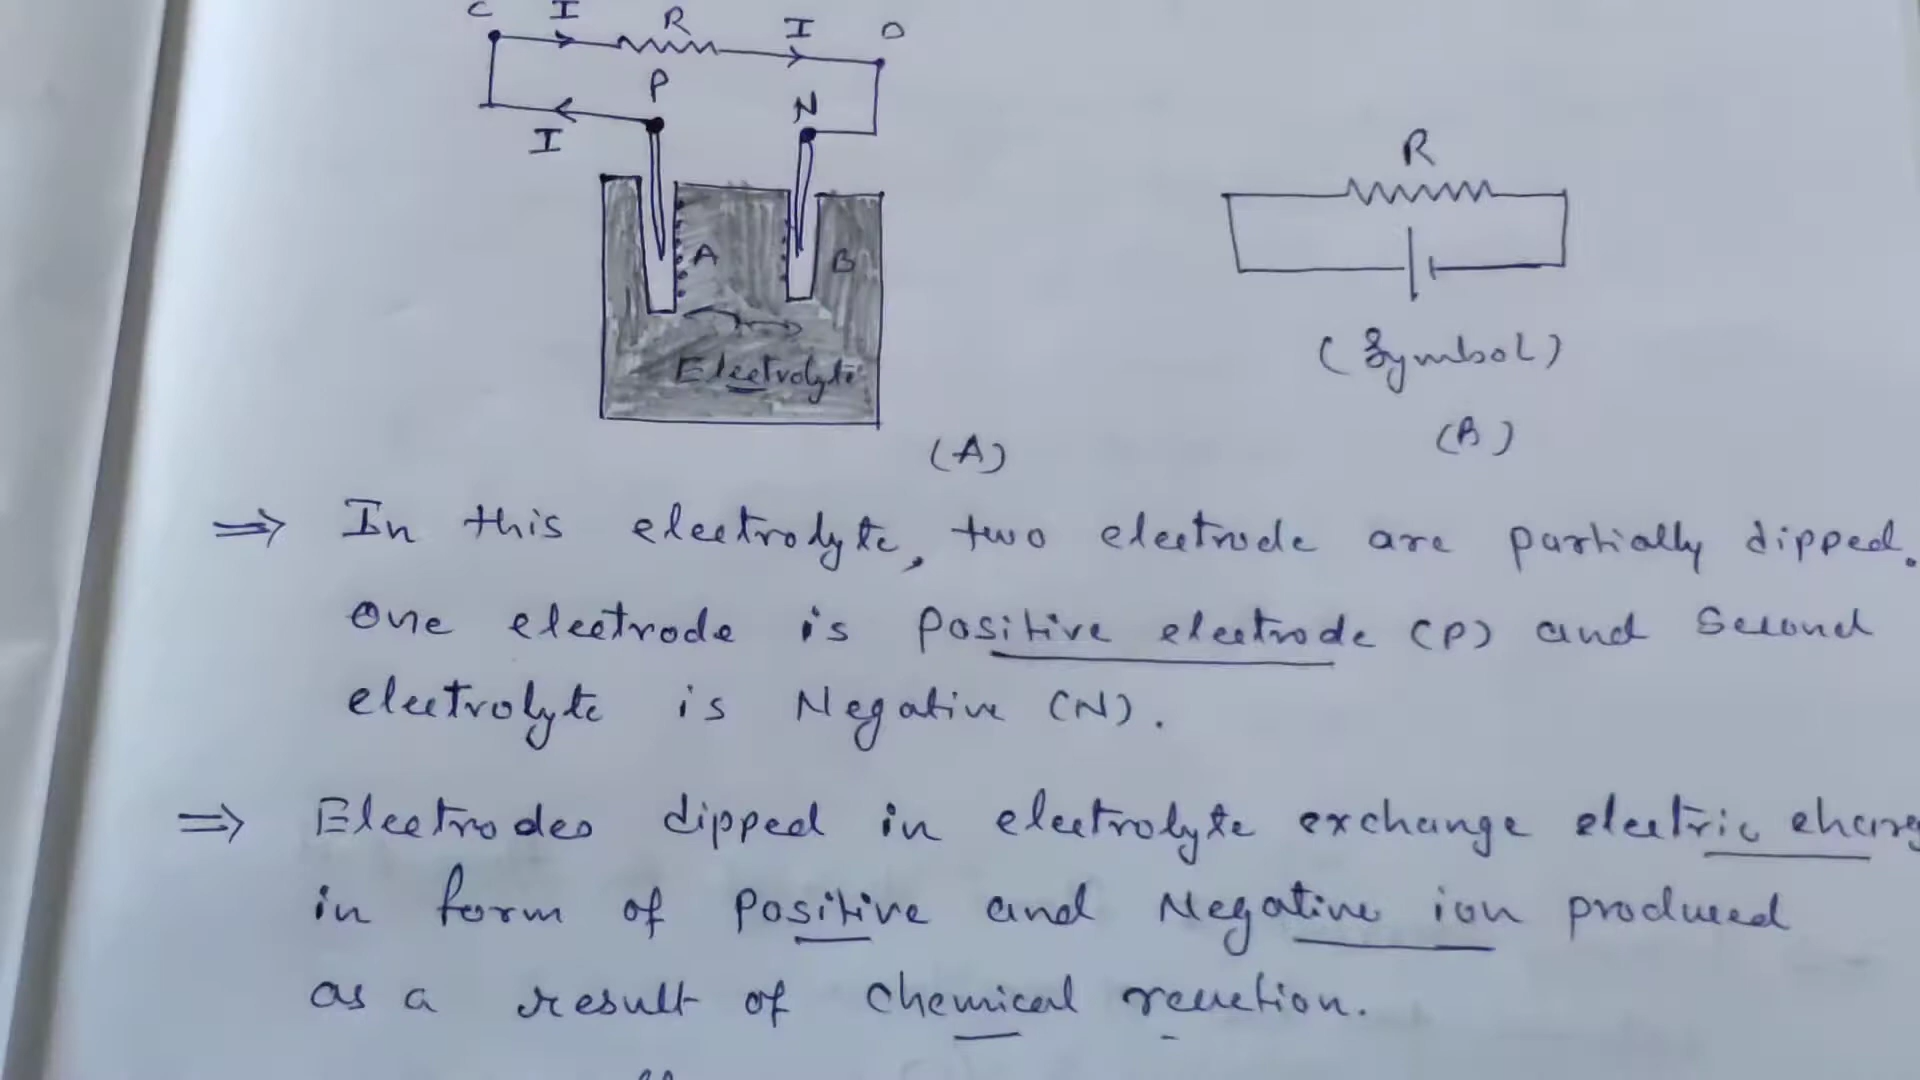 C I R I D
P N
I
R
A B
Electrolyte
(Symbol)
(A) (B)
⇒ In this electrolyte, two electrode are partially dipped.
One electrode is Positive electrode (P) and Second
electrolyte is Negative (N).
⇒ Electrodes dipped in electrolyte exchange electric charg
in form of Positive and Negative ion produced
as a result of Chemical reaction.